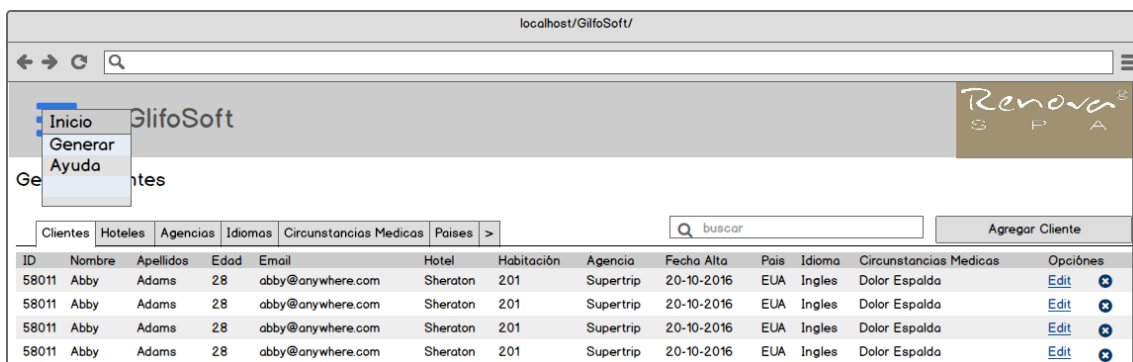 localhost/GilfoSoft/
Renova®
SPA
GlifoSoft
Inicio
Generar
Ayuda
Ge ntes
Clientes Hoteles Agencias Idiomas Circunstancias Medicas Paises >
buscar
Agregar Cliente
ID Nombre Apellidos Edad Email Hotel Habitación Agencia Fecha Alta Pais Idioma Circunstancias Medicas Opciónes
58011 Abby Adams 28 abby@anywhere.com Sheraton 201 Supertrip 20-10-2016 EUA Ingles Dolor Espalda Edit
58011 Abby Adams 28 abby@anywhere.com Sheraton 201 Supertrip 20-10-2016 EUA Ingles Dolor Espalda Edit
58011 Abby Adams 28 abby@anywhere.com Sheraton 201 Supertrip 20-10-2016 EUA Ingles Dolor Espalda Edit
58011 Abby Adams 28 abby@anywhere.com Sheraton 201 Supertrip 20-10-2016 EUA Ingles Dolor Espalda Edit